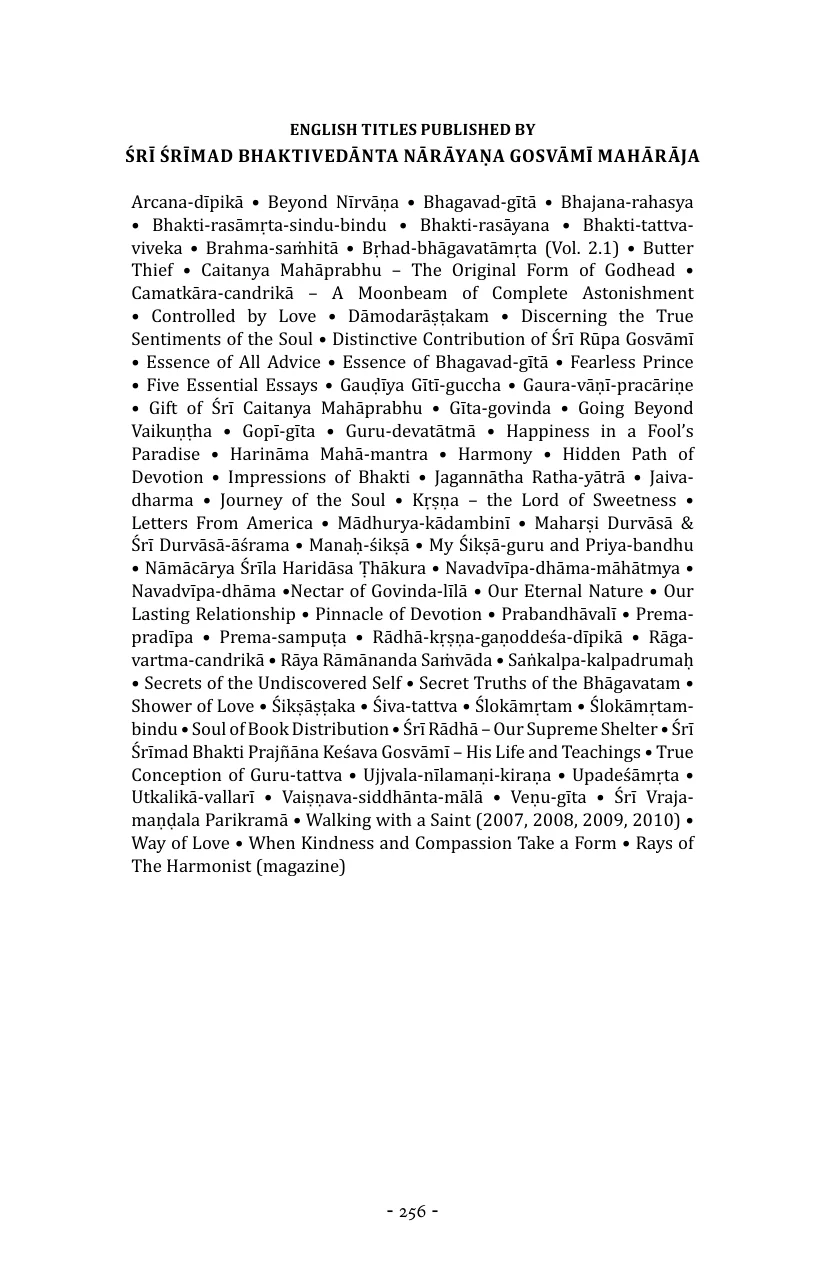 ENGLISH TITLES PUBLISHED BY
ŚRĪ ŚRĪMAD BHAKTIVEDĀNTA NĀRĀYAṆA GOSVĀMĪ MAHĀRĀJA
Arcana-dīpikā • Beyond Nīrvāṇa • Bhagavad-gītā • Bhajana-rahasya
• Bhakti-rasāmṛta-sindu-bindu • Bhakti-rasāyana • Bhakti-tattva-
viveka • Brahma-saṁhitā • Bṛhad-bhāgavatāmṛta (Vol. 2.1) • Butter
Thief • Caitanya Mahāprabhu – The Original Form of Godhead •
Camatkāra-candrikā – A Moonbeam of Complete Astonishment
• Controlled by Love • Dāmodarāṣṭakam • Discerning the True
Sentiments of the Soul • Distinctive Contribution of Śrī Rūpa Gosvāmī
• Essence of All Advice • Essence of Bhagavad-gītā • Fearless Prince
• Five Essential Essays • Gauḍīya Gītī-guccha • Gaura-vāṇī-pracāriṇe
• Gift of Śrī Caitanya Mahāprabhu • Gīta-govinda • Going Beyond
Vaikuṇṭha • Gopī-gīta • Guru-devatātmā • Happiness in a Fool’s
Paradise • Harināma Mahā-mantra • Harmony • Hidden Path of
Devotion • Impressions of Bhakti • Jagannātha Ratha-yātrā • Jaiva-
dharma • Journey of the Soul • Kṛṣṇa – the Lord of Sweetness •
Letters From America • Mādhurya-kādambinī • Maharṣi Durvāsā &
Śrī Durvāsā-āśrama • Manaḥ-śikṣā • My Śikṣā-guru and Priya-bandhu
• Nāmācārya Śrīla Haridāsa Ṭhākura • Navadvīpa-dhāma-māhātmya •
Navadvīpa-dhāma •Nectar of Govinda-līlā • Our Eternal Nature • Our
Lasting Relationship • Pinnacle of Devotion • Prabandhāvalī • Prema-
pradīpa • Prema-sampuṭa • Rādhā-kṛṣṇa-gaṇoddeśa-dīpikā • Rāga-
vartma-candrikā • Rāya Rāmānanda Saṁvāda • Saṅkalpa-kalpadrumaḥ
• Secrets of the Undiscovered Self • Secret Truths of the Bhāgavatam •
Shower of Love • Śikṣāṣṭaka • Śiva-tattva • Ślokāmṛtam • Ślokāmṛtam-
bindu • Soul of Book Distribution • Śrī Rādhā – Our Supreme Shelter • Śrī
Śrīmad Bhakti Prajñāna Keśava Gosvāmī – His Life and Teachings • True
Conception of Guru-tattva • Ujjvala-nīlamaṇi-kiraṇa • Upadeśāmṛta •
Utkalikā-vallarī • Vaiṣṇava-siddhānta-mālā • Veṇu-gīta • Śrī Vraja-
maṇḍala Parikramā • Walking with a Saint (2007, 2008, 2009, 2010) •
Way of Love • When Kindness and Compassion Take a Form • Rays of
The Harmonist (magazine)
- 256 -